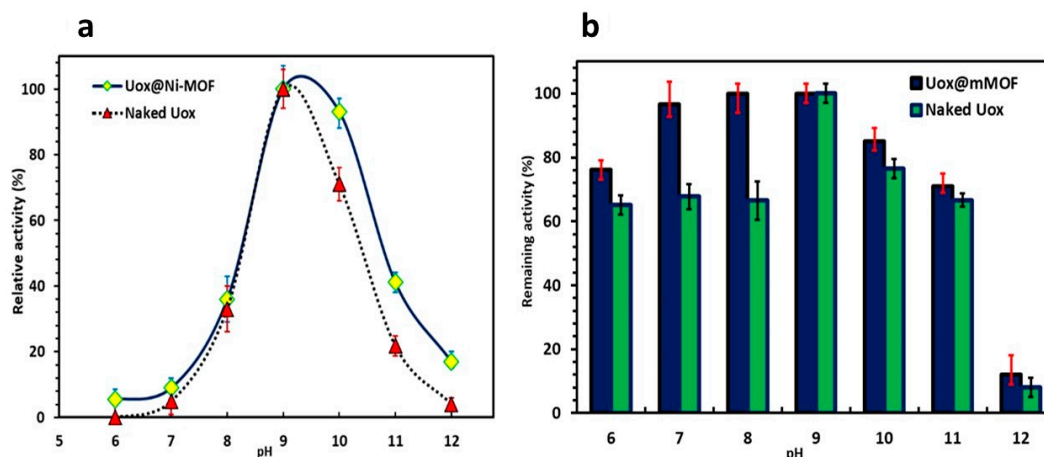 a
Relative activity (%)
100
80
60
40
20
0
5 6 7 8 9 10 11 12
pH
Uox@Ni-MOF
Naked Uox
b
Remaining activity (%)
100
80
60
40
20
0
6 7 8 9 10 11 12
pH
Uox@mMOF
Naked Uox